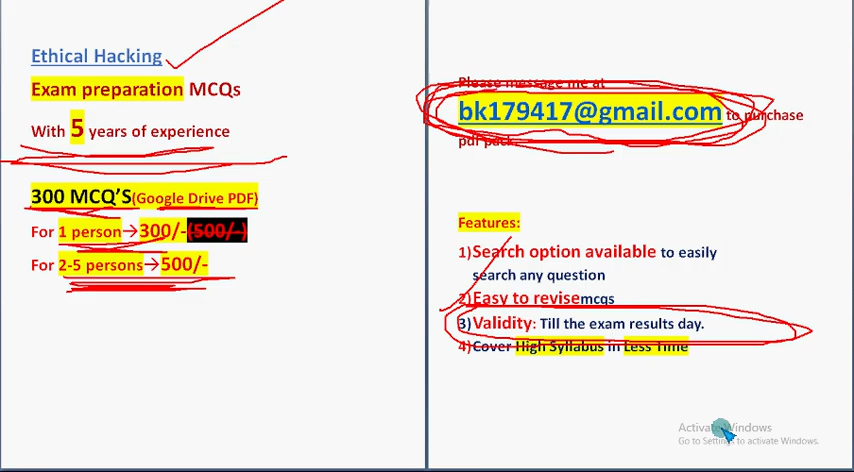 Ethical Hacking
Exam preparation MCQs
With 5 years of experience
300 MCQ'S(Google Drive PDF)
For 1 person→300/-(500/-)
For 2-5 persons→500/-
Please message me at
bk179417@gmail.com to purchase
pdf pack.
Features:
1)Search option available to easily
search any question
2)Easy to revisemcqs
3)Validity: Till the exam results day.
4)Cover High Syllabus in Less Time
Activate Windows
Go to Settings to activate Windows.